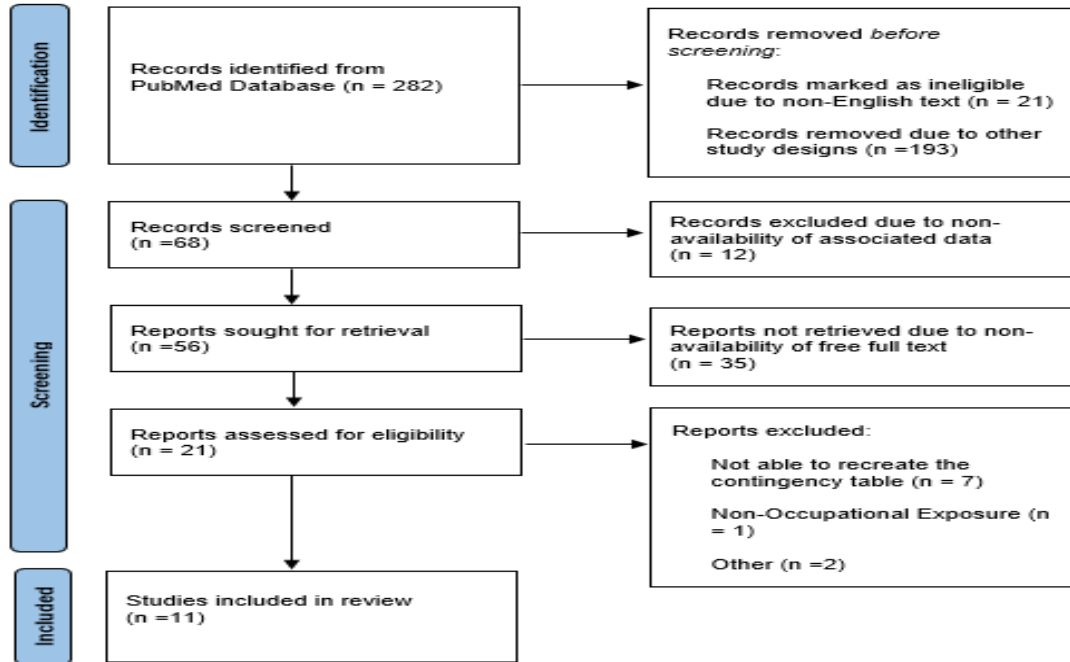 Identification
Records identified from
PubMed Database (n = 282)
Records removed before
screening:
Records marked as ineligible
due to non-English text (n = 21)
Records removed due to other
study designs (n =193)
Screening
Records screened
(n =68)
Records excluded due to non-
availability of associated data
(n = 12)
Reports sought for retrieval
(n =56)
Reports not retrieved due to non-
availability of free full text
(n = 35)
Reports assessed for eligibility
(n = 21)
Reports excluded:
Not able to recreate the
contingency table (n = 7)
Non-Occupational Exposure (n
= 1)
Other (n =2)
Included
Studies included in review
(n =11)